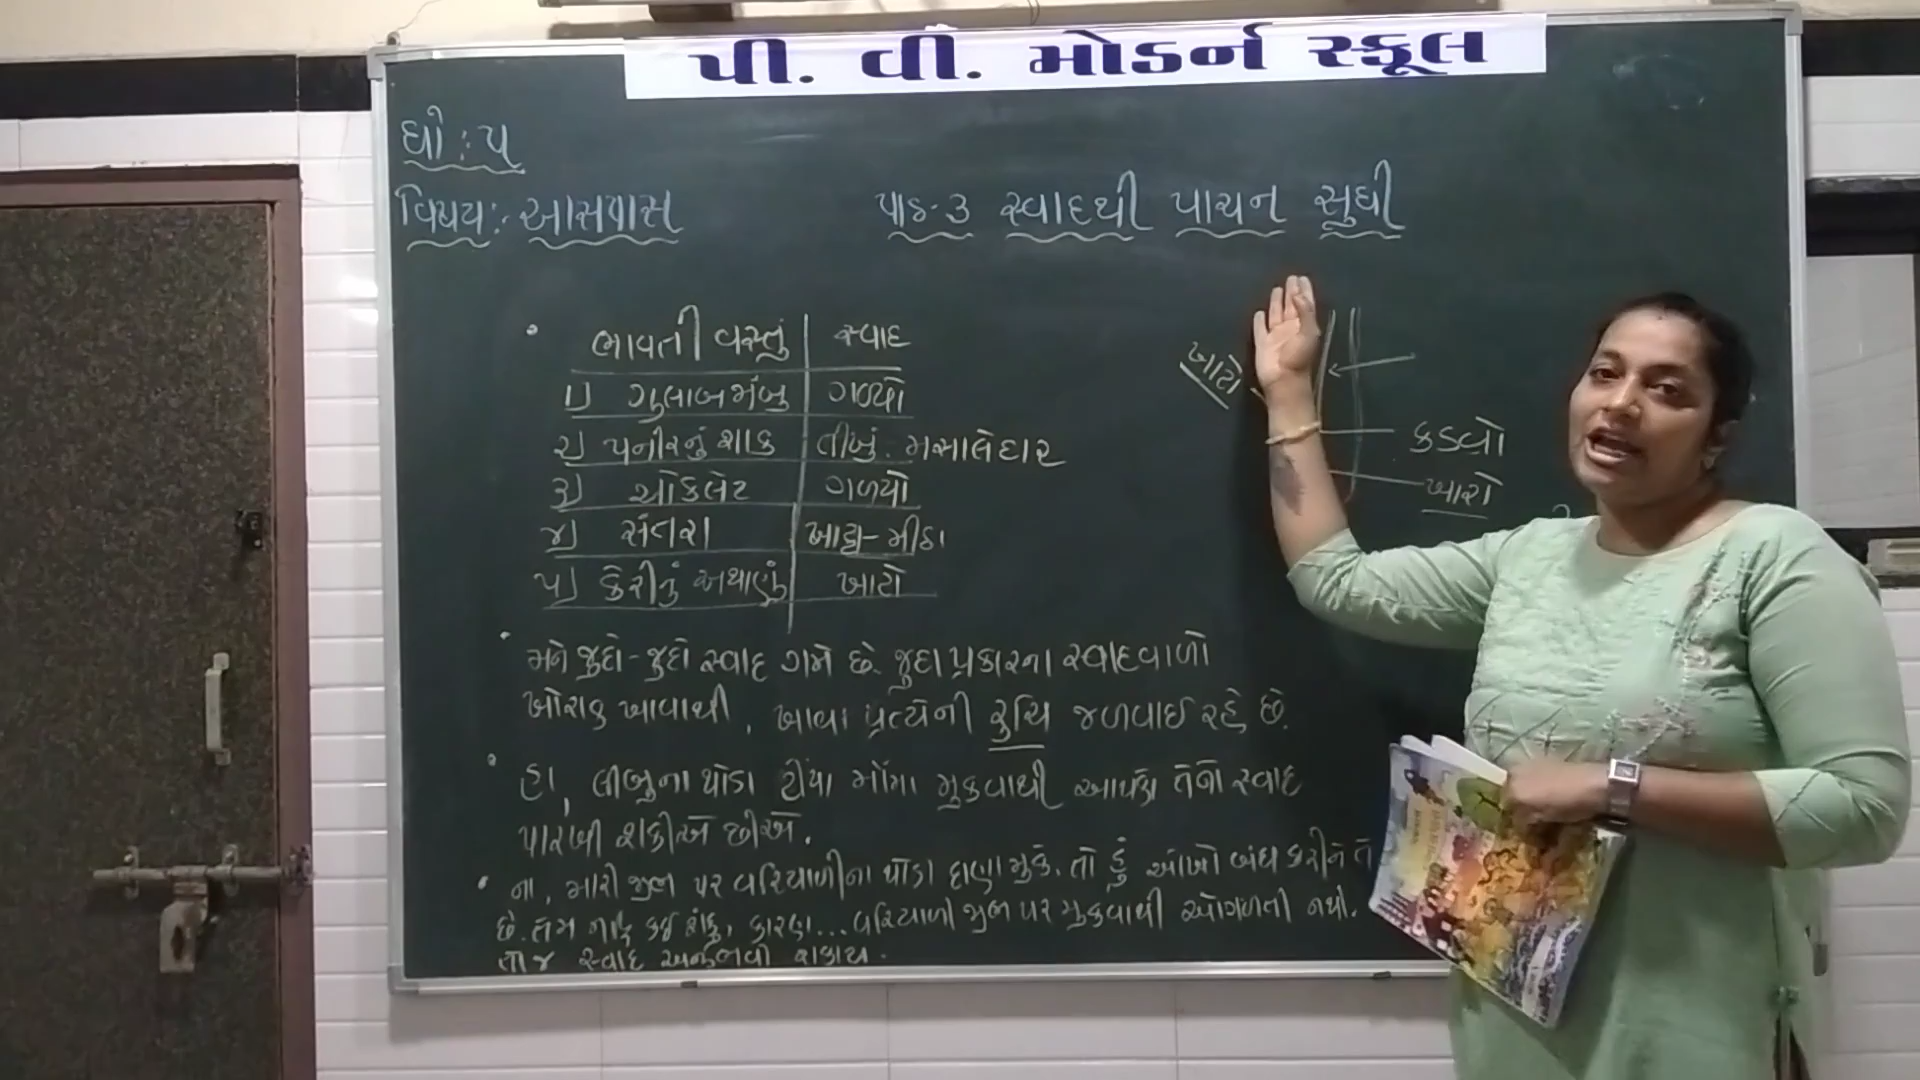 પી. વી. મોડર્ન સ્કૂલ
ધો : ૫
વિષય :- આસપાસ
પાઠ-૩ સ્વાદથી પાચન સુધી
ભાવતી વસ્તું સ્વાદ
૧) ગુલાબજાંબુ ગળ્યો
૨) પનીરનું શાક તીખું. મસાલેદાર
૩) ચોકલેટ ગળ્યો
૪) સંતરા ખાટ્ટા-મીઠા
૫) કેરીનું અથાણું ખાટો
ખાટો
કડવો
ખારો
મને જુદો-જુદો સ્વાદ ગમે છે. જુદા પ્રકારના સ્વાદવાળો
ખોરાક ખાવાથી, ખાવા પ્રત્યેની રુચિ જળવાઈ રહે છે.
હા, લીંબુના થોડા ટીંપા મોંમા મુકવાથી આપણે તેનો સ્વાદ
પારખી શકીએ છીએ.
ના, મારી જીભ પર વરિયાળીના થોડા દાણા મુકે. તો હું આંખો બંધ કરીને તે
છે. તેમ નહિં કહી શંકુ, કારણ... વરિયાળી જીભ પર મુકવાથી ઓગળતી નથી.
તો જ સ્વાદ અનુભવી શકાય.